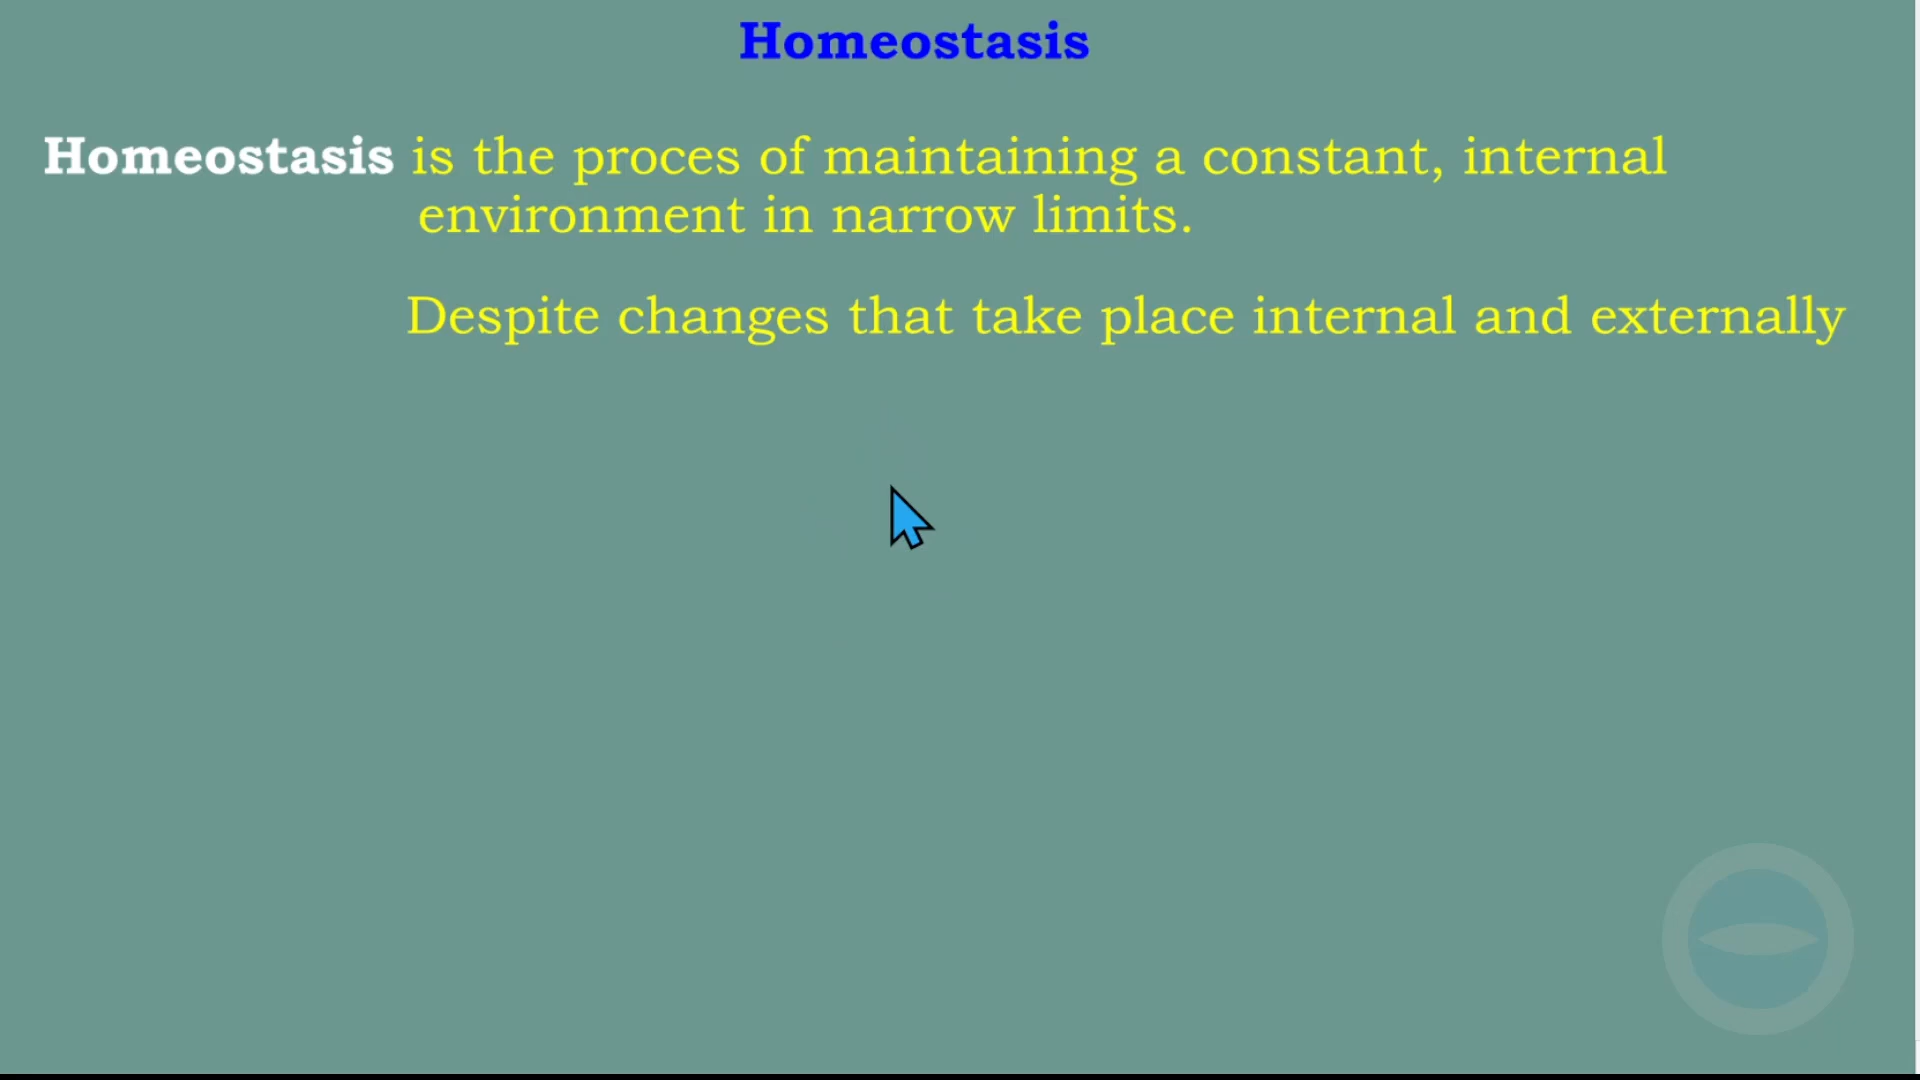 Homeostasis
Homeostasis is the proces of maintaining a constant, internal
environment in narrow limits.
Despite changes that take place internal and externally